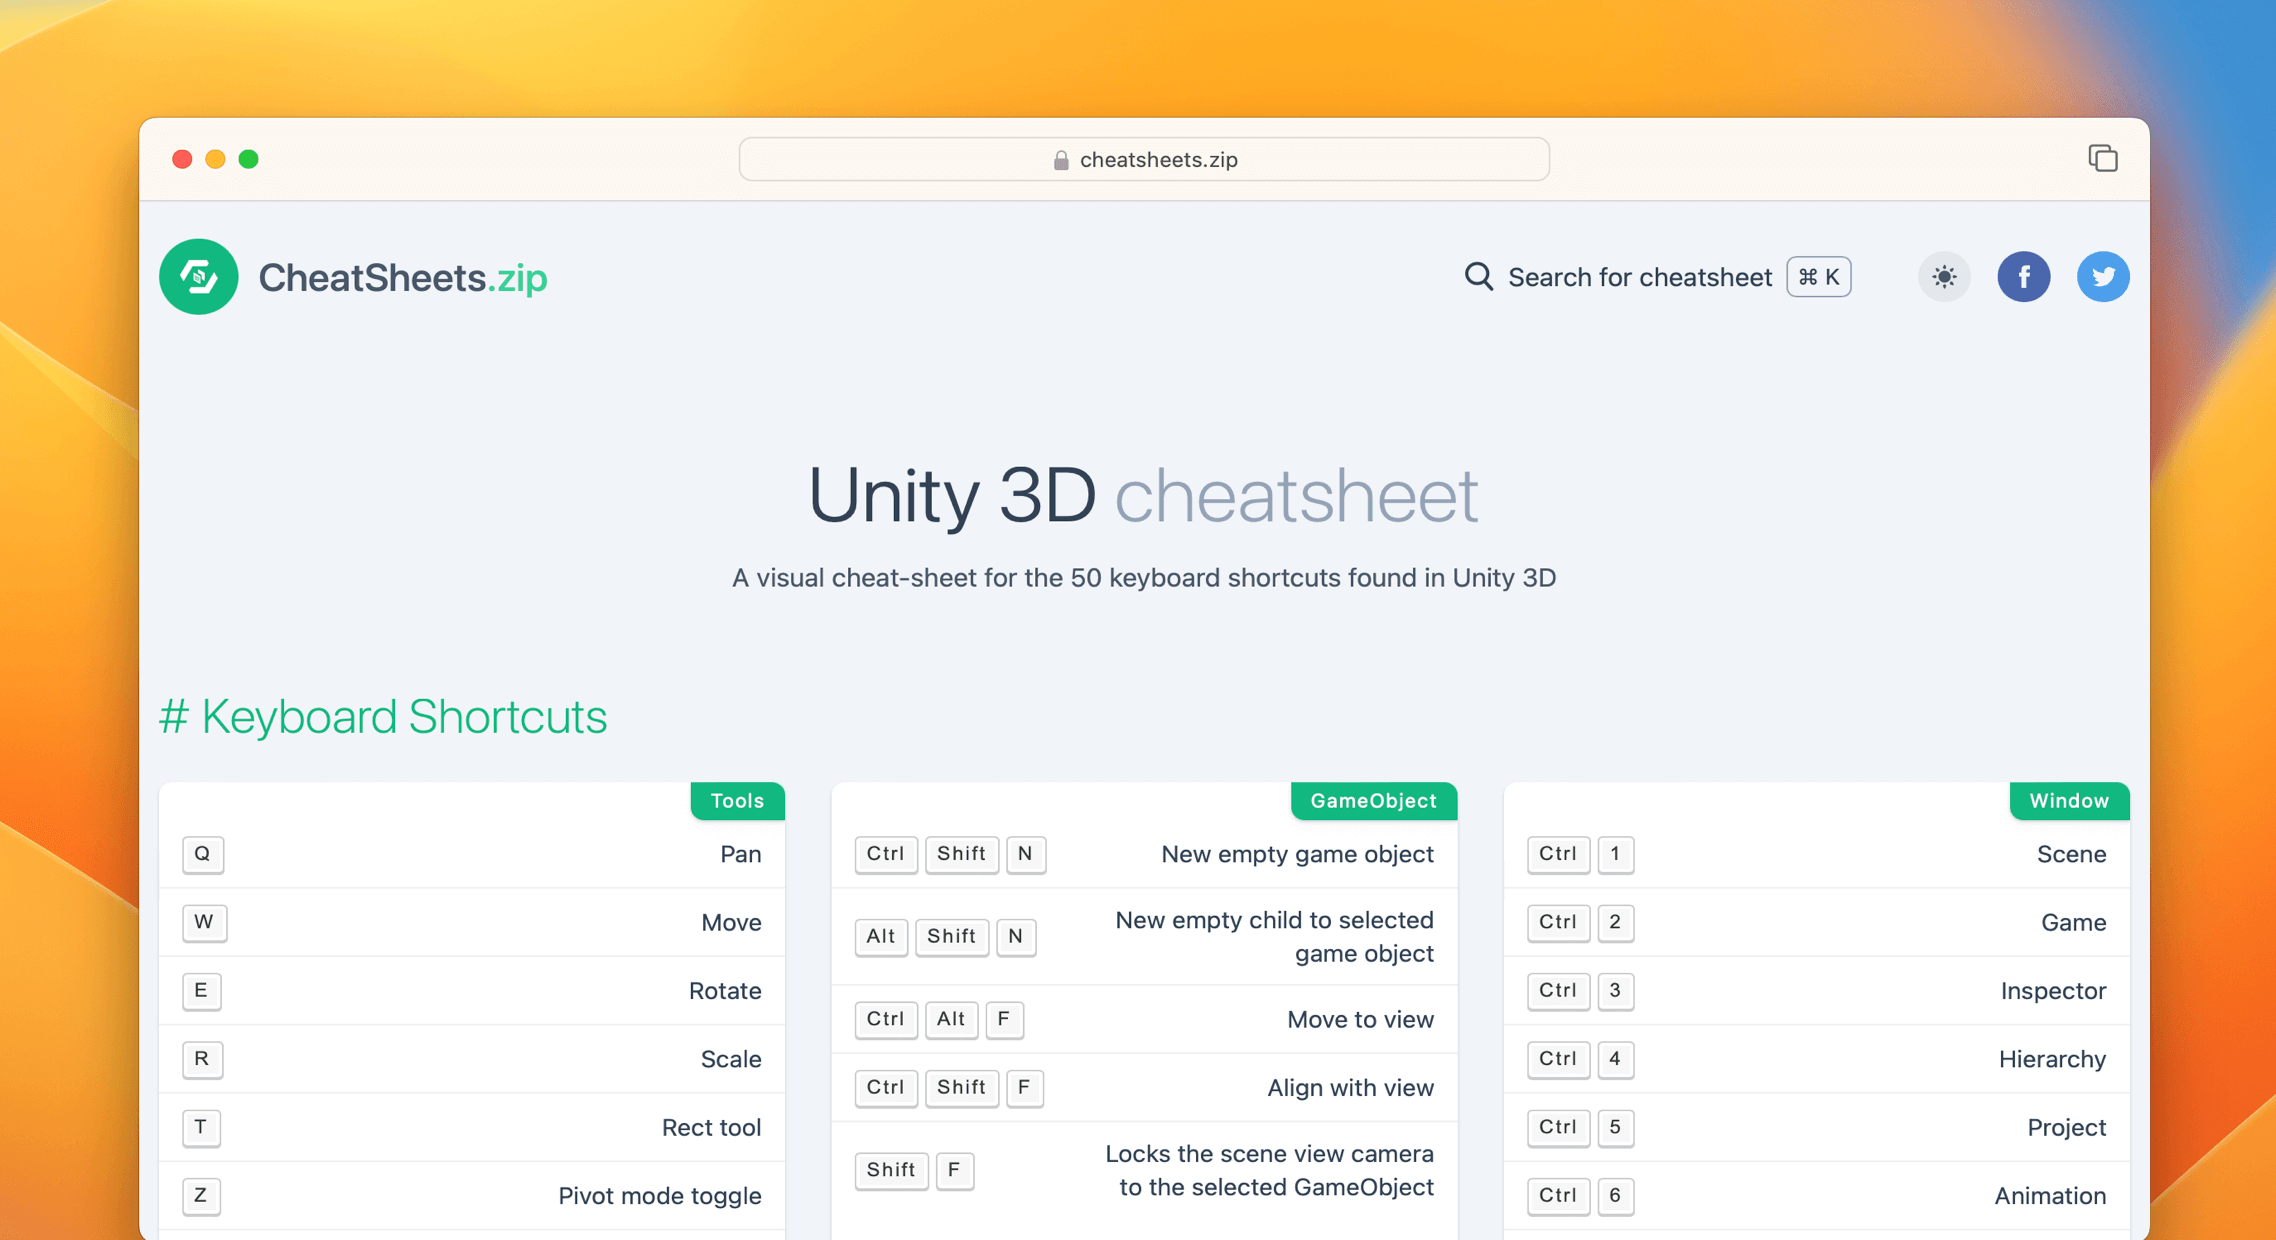 cheatsheets.zip
CheatSheets.zip
Search for cheatsheet ⌘ K
Unity 3D cheatsheet
A visual cheat-sheet for the 50 keyboard shortcuts found in Unity 3D
# Keyboard Shortcuts
Tools
Q Pan
W Move
E Rotate
R Scale
T Rect tool
Z Pivot mode toggle
GameObject
Ctrl Shift N New empty game object
Alt Shift N New empty child to selected
game object
Ctrl Alt F Move to view
Ctrl Shift F Align with view
Shift F Locks the scene view camera
to the selected GameObject
Window
Ctrl 1 Scene
Ctrl 2 Game
Ctrl 3 Inspector
Ctrl 4 Hierarchy
Ctrl 5 Project
Ctrl 6 Animation